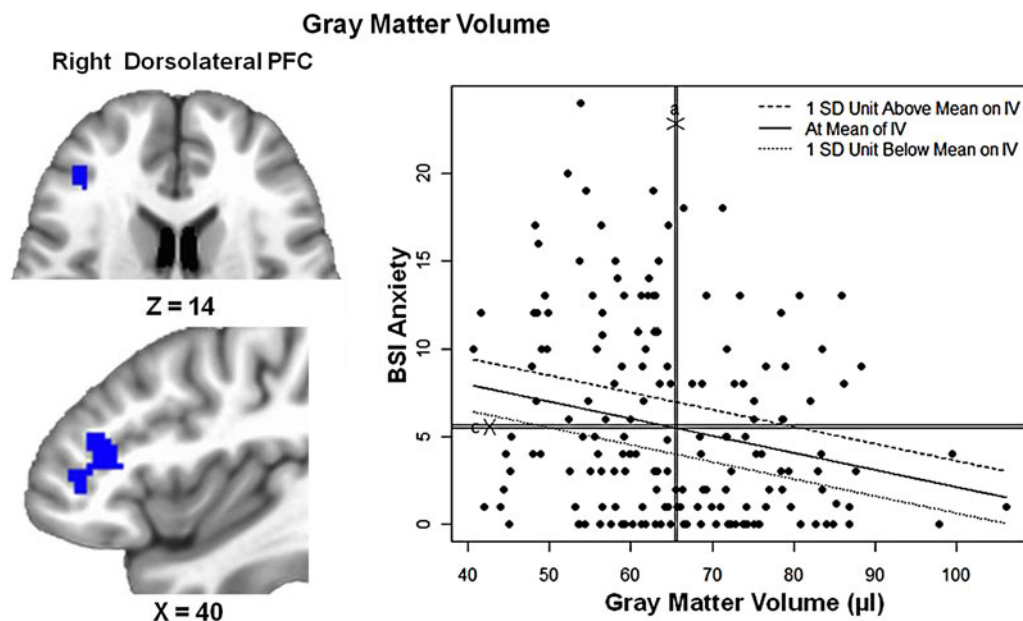 Gray Matter Volume
Right Dorsolateral PFC
Z = 14
X = 40
BSI Anxiety
20
15
10
5
0
a
c
1 SD Unit Above Mean on IV
At Mean of IV
1 SD Unit Below Mean on IV
40 50 60 70 80 90 100
Gray Matter Volume (µl)